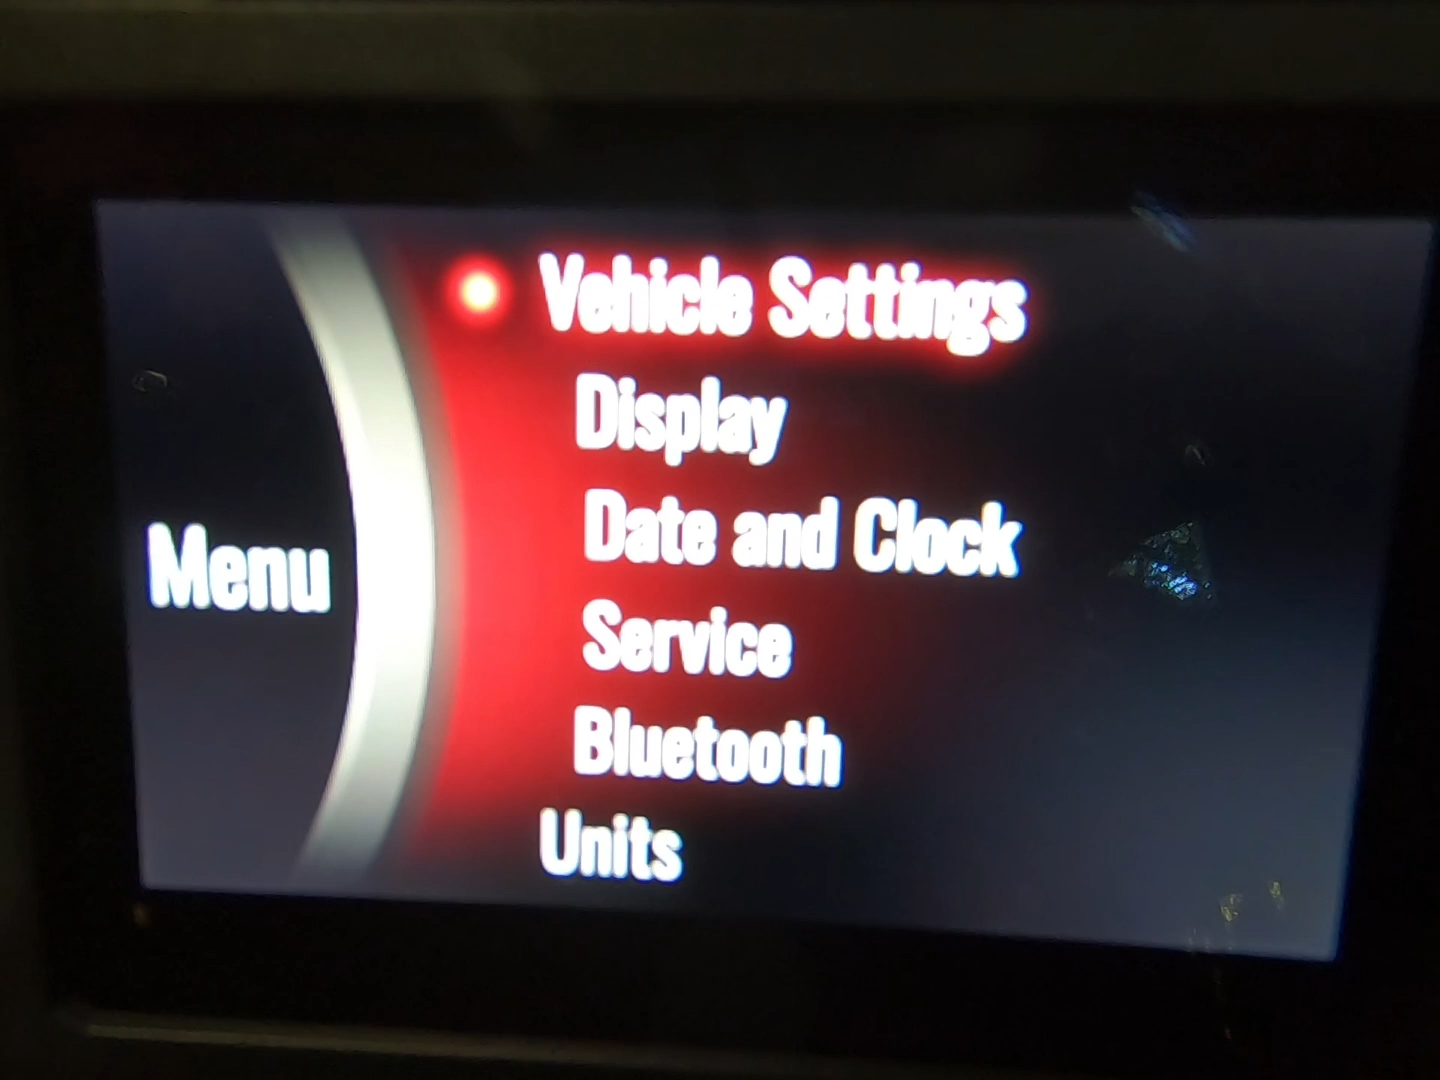 Vehicle Settings
Display
Date and Clock
Menu
Service
Bluetooth
Units